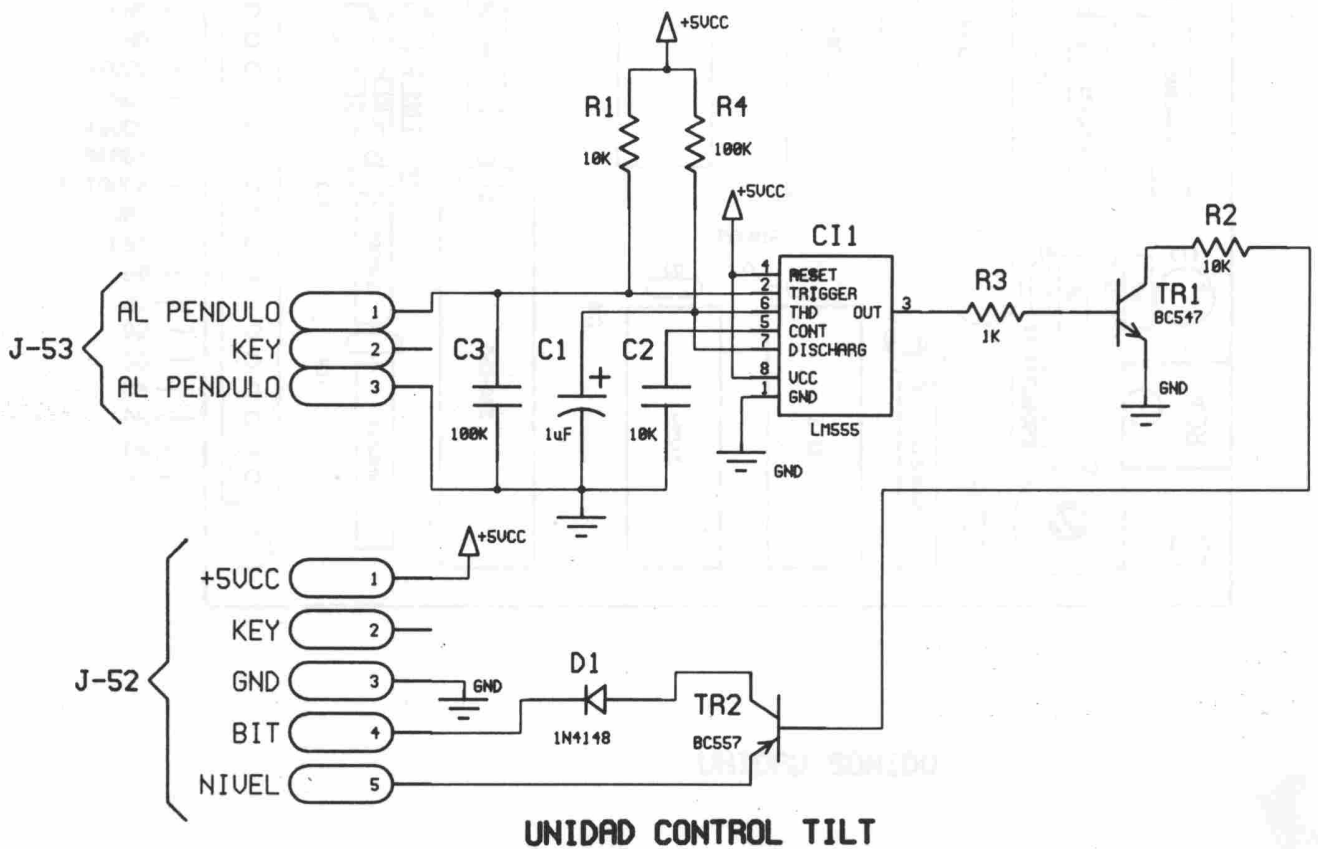 +5VCC
R1
10K
R4
100K
+5VCC
CI1
4 RESET
2 TRIGGER
6 THD
5 CONT
7 DISCHARG
8 VCC
1 GND
OUT 3
LM555
GND
R3
1K
TR1
BC547
GND
R2
10K
J-53
AL PENDULO 1
KEY 2
AL PENDULO 3
C3
100K
C1
+
1uF
C2
10K
+5VCC
J-52
+5VCC 1
KEY 2
GND 3
BIT 4
NIVEL 5
GND
D1
1N4148
TR2
BC557
UNIDAD CONTROL TILT